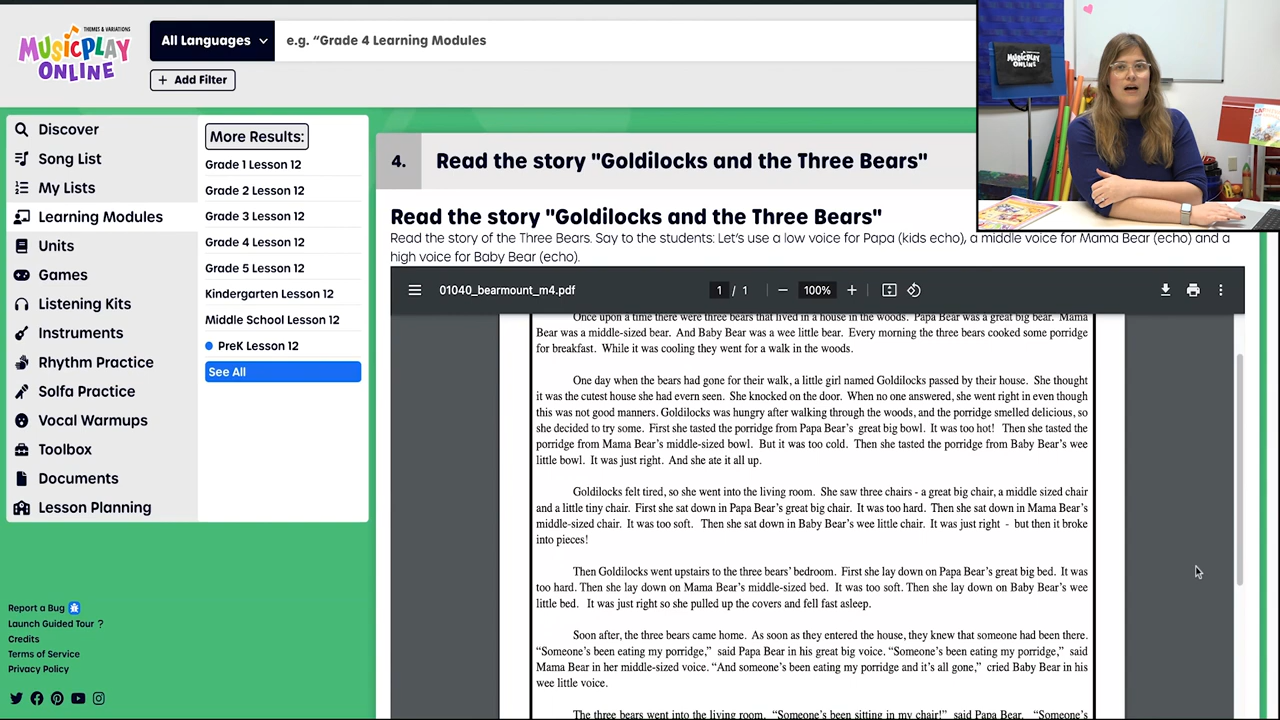 THEMES & VARIATIONS
MUSICPLAY
ONLINE
All Languages
e.g. “Grade 4 Learning Modules
+ Add Filter
Discover
Song List
My Lists
Learning Modules
Units
Games
Listening Kits
Instruments
Rhythm Practice
Solfa Practice
Vocal Warmups
Toolbox
Documents
Lesson Planning
More Results:
Grade 1 Lesson 12
Grade 2 Lesson 12
Grade 3 Lesson 12
Grade 4 Lesson 12
Grade 5 Lesson 12
Kindergarten Lesson 12
Middle School Lesson 12
PreK Lesson 12
See All
Report a Bug
Launch Guided Tour ?
Credits
Terms of Service
Privacy Policy
MUSICPLAY
ONLINE
4. Read the story "Goldilocks and the Three Bears"
Read the story "Goldilocks and the Three Bears"
Read the story of the Three Bears. Say to the students: Let's use a low voice for Papa (kids echo), a middle voice for Mama Bear (echo) and a
high voice for Baby Bear (echo).
01040_bearmount_m4.pdf
1 / 1
100%
Once upon a time there were three bears that lived in a house in the woods. Papa Bear was a great big bear. Mama
Bear was a middle-sized bear. And Baby Bear was a wee little bear. Every morning the three bears cooked some porridge
for breakfast. While it was cooling they went for a walk in the woods.
One day when the bears had gone for their walk, a little girl named Goldilocks passed by their house. She thought
it was the cutest house she had evern seen. She knocked on the door. When no one answered, she went right in even though
this was not good manners. Goldilocks was hungry after walking through the woods, and the porridge smelled delicious, so
she decided to try some. First she tasted the porridge from Papa Bear's great big bowl. It was too hot! Then she tasted the
porridge from Mama Bear's middle-sized bowl. But it was too cold. Then she tasted the porridge from Baby Bear's wee
little bowl. It was just right. And she ate it all up.
Goldilocks felt tired, so she went into the living room. She saw three chairs - a great big chair, a middle sized chair
and a little tiny chair. First she sat down in Papa Bear's great big chair. It was too hard. Then she sat down in Mama Bear's
middle-sized chair. It was too soft. Then she sat down in Baby Bear's wee little chair. It was just right - but then it broke
into pieces!
Then Goldilocks went upstairs to the three bears' bedroom. First she lay down on Papa Bear's great big bed. It was
too hard. Then she lay down on Mama Bear's middle-sized bed. It was too soft. Then she lay down on Baby Bear's wee
little bed. It was just right so she pulled up the covers and fell fast asleep.
Soon after, the three bears came home. As soon as they entered the house, they knew that someone had been there.
“Someone's been eating my porridge,” said Papa Bear in his great big voice. “Someone's been eating my porridge,” said
Mama Bear in her middle-sized voice. “And someone's been eating my porridge and it's all gone,” cried Baby Bear in his
wee little voice.
The three bears went into the living room. “Someone's been sitting in my chair!” said Papa Bear. “Someone's